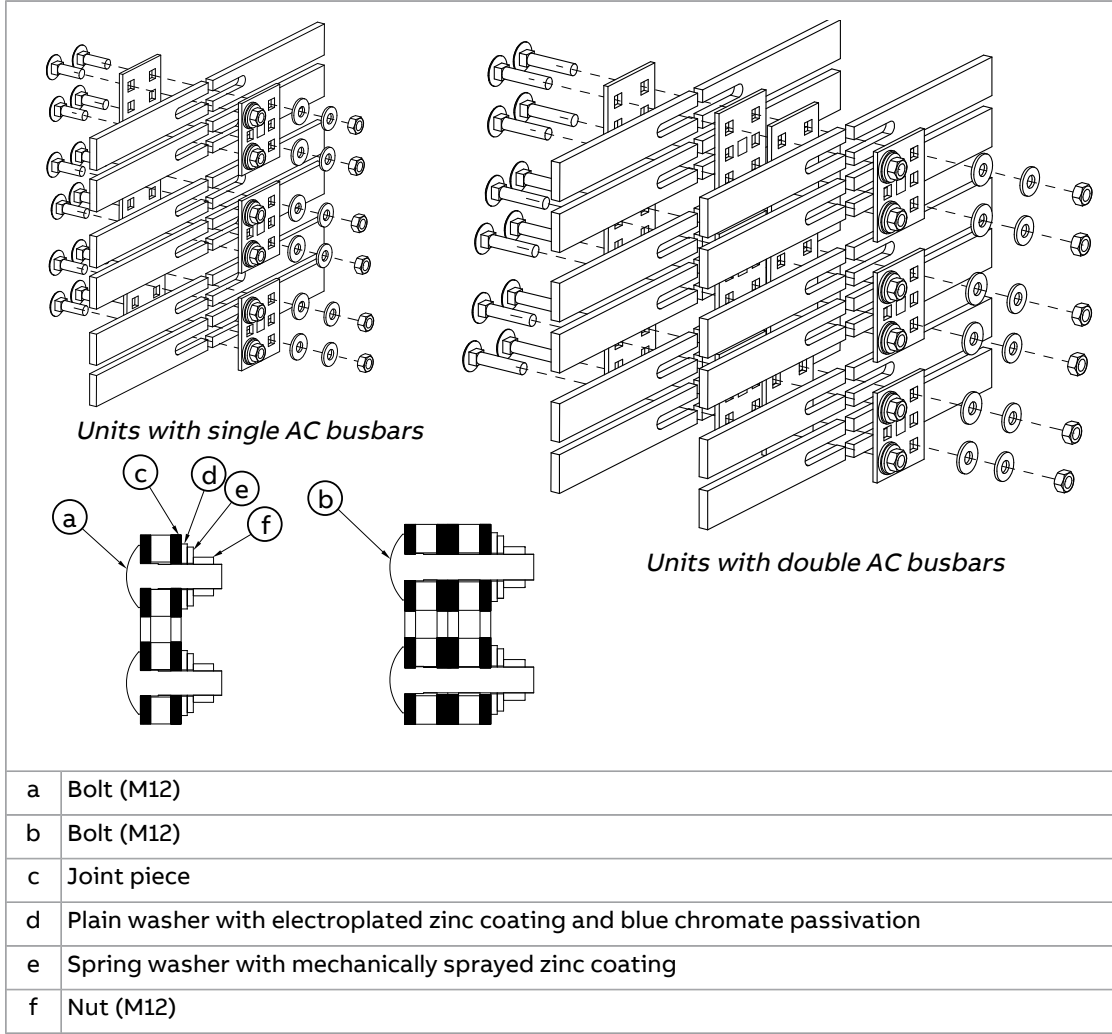 Units with single AC busbars
Units with double AC busbars
c
d
e
a
f
b
a Bolt (M12)
b Bolt (M12)
c Joint piece
d Plain washer with electroplated zinc coating and blue chromate passivation
e Spring washer with mechanically sprayed zinc coating
f Nut (M12)